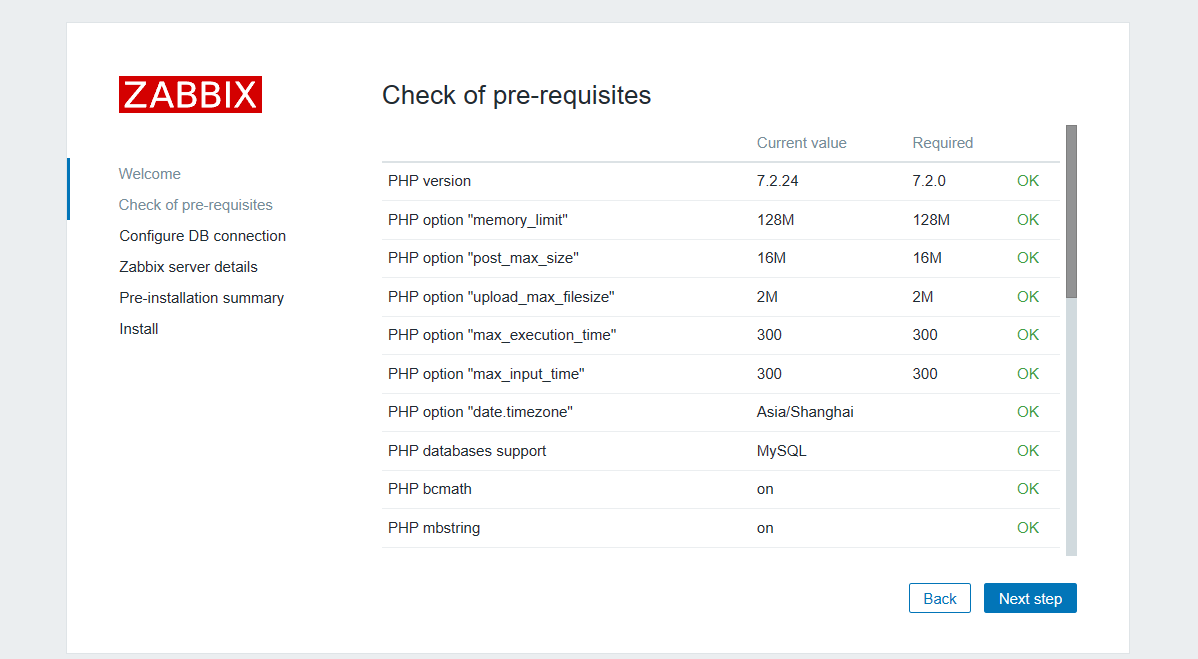 ZABBIX
Welcome
Check of pre-requisites
Configure DB connection
Zabbix server details
Pre-installation summary
Install
Check of pre-requisites
Current value Required
PHP version 7.2.24 7.2.0 OK
PHP option "memory_limit" 128M 128M OK
PHP option "post_max_size" 16M 16M OK
PHP option "upload_max_filesize" 2M 2M OK
PHP option "max_execution_time" 300 300 OK
PHP option "max_input_time" 300 300 OK
PHP option "date.timezone" Asia/Shanghai OK
PHP databases support MySQL OK
PHP bcmath on OK
PHP mbstring on OK
Back Next step